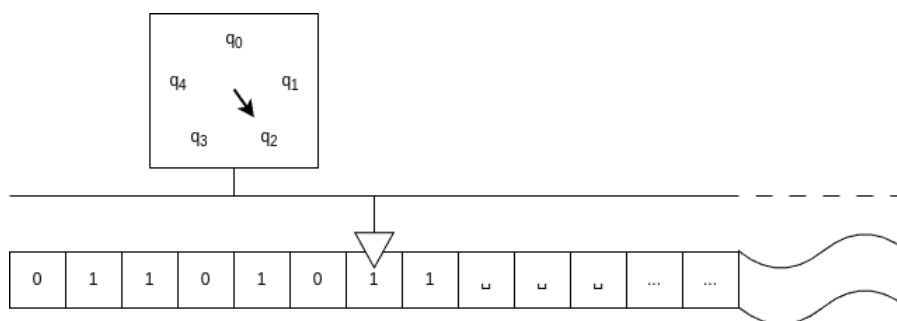 q₀
q₄ q₁
q₃ q₂
0 1 1 0 1 0 1 1 ␣ ␣ ␣ ... ...